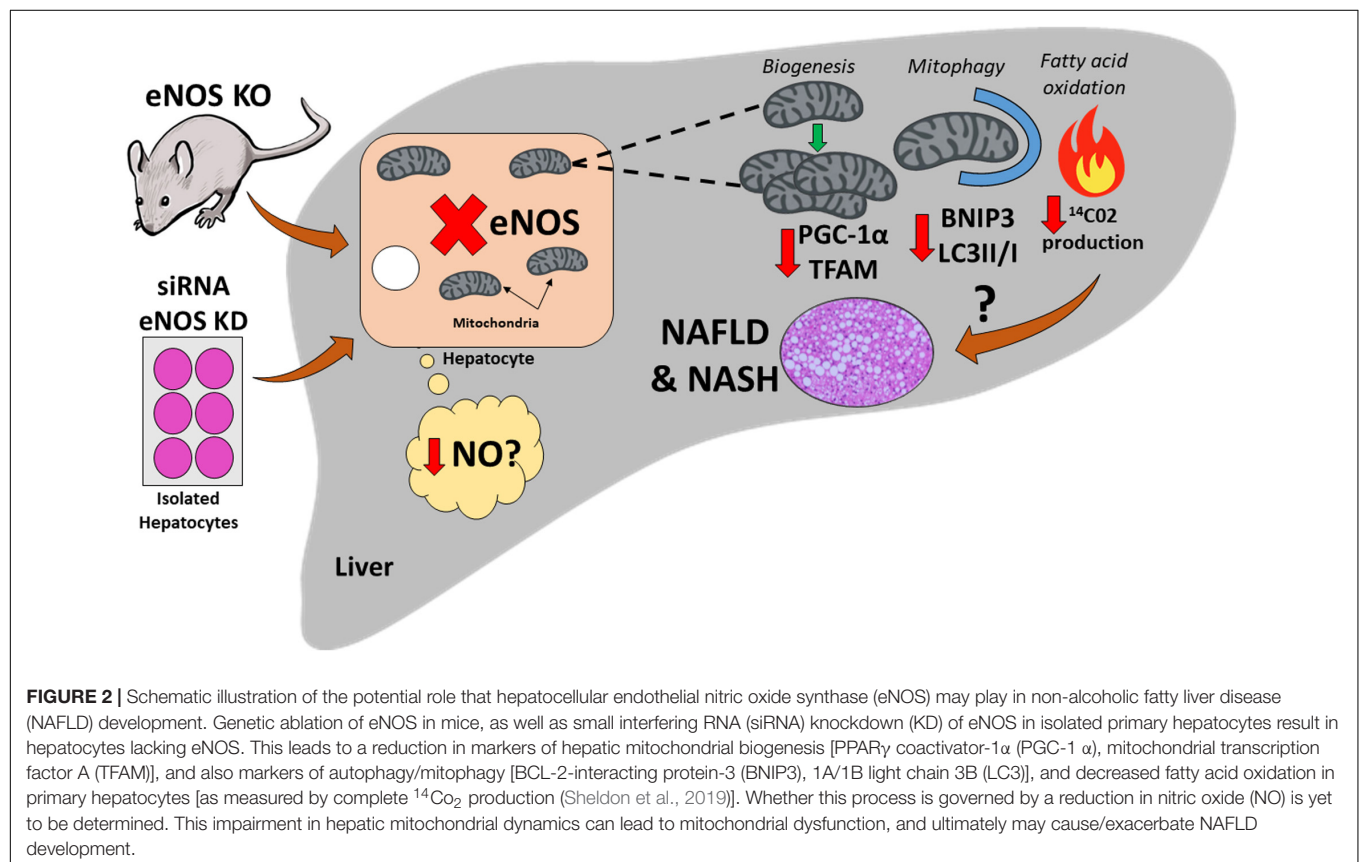 eNOS KO
siRNA
eNOS KD
Isolated
Hepatocytes
eNOS
Mitochondria
Hepatocyte
NO?
Liver
Biogenesis
PGC-1α
TFAM
Mitophagy
BNIP3
LC3II/I
Fatty acid
oxidation
¹⁴C02
production
?
NAFLD
& NASH
FIGURE 2 | Schematic illustration of the potential role that hepatocellular endothelial nitric oxide synthase (eNOS) may play in non-alcoholic fatty liver disease
(NAFLD) development. Genetic ablation of eNOS in mice, as well as small interfering RNA (siRNA) knockdown (KD) of eNOS in isolated primary hepatocytes result in
hepatocytes lacking eNOS. This leads to a reduction in markers of hepatic mitochondrial biogenesis [PPARγ coactivator-1α (PGC-1 α), mitochondrial transcription
factor A (TFAM)], and also markers of autophagy/mitophagy [BCL-2-interacting protein-3 (BNIP3), 1A/1B light chain 3B (LC3)], and decreased fatty acid oxidation in
primary hepatocytes [as measured by complete ¹⁴Co₂ production (Sheldon et al., 2019)]. Whether this process is governed by a reduction in nitric oxide (NO) is yet
to be determined. This impairment in hepatic mitochondrial dynamics can lead to mitochondrial dysfunction, and ultimately may cause/exacerbate NAFLD
development.